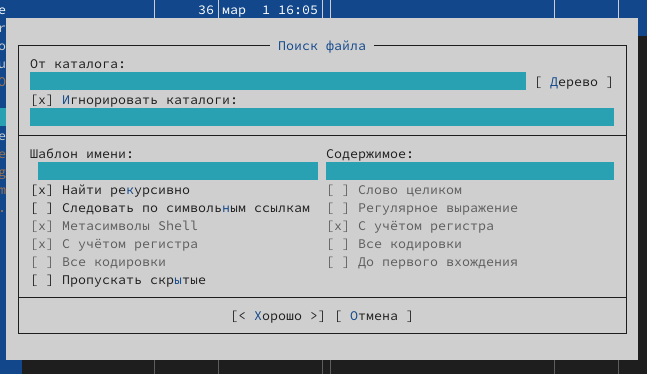 36 мар 1 16:05
Поиск файла
От каталога:
[ Дерево ]
[x] Игнорировать каталоги:
Шаблон имени: Содержимое:
[x] Найти рекурсивно [ ] Слово целиком
[ ] Следовать по символьным ссылкам [ ] Регулярное выражение
[x] Метасимволы Shell [x] С учётом регистра
[x] С учётом регистра [ ] Все кодировки
[ ] Все кодировки [ ] До первого вхождения
[ ] Пропускать скрытые
[< Хорошо >] [ Отмена ]